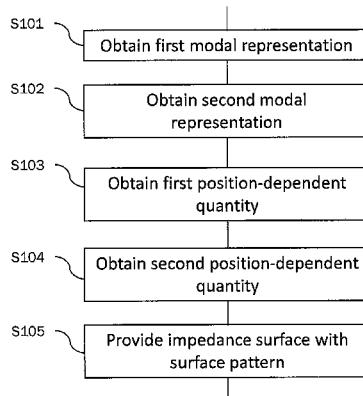 S101
Obtain first modal representation
S102
Obtain second modal
representation
S103
Obtain first position-dependent
quantity
S104
Obtain second position-dependent
quantity
S105
Provide impedance surface with
surface pattern